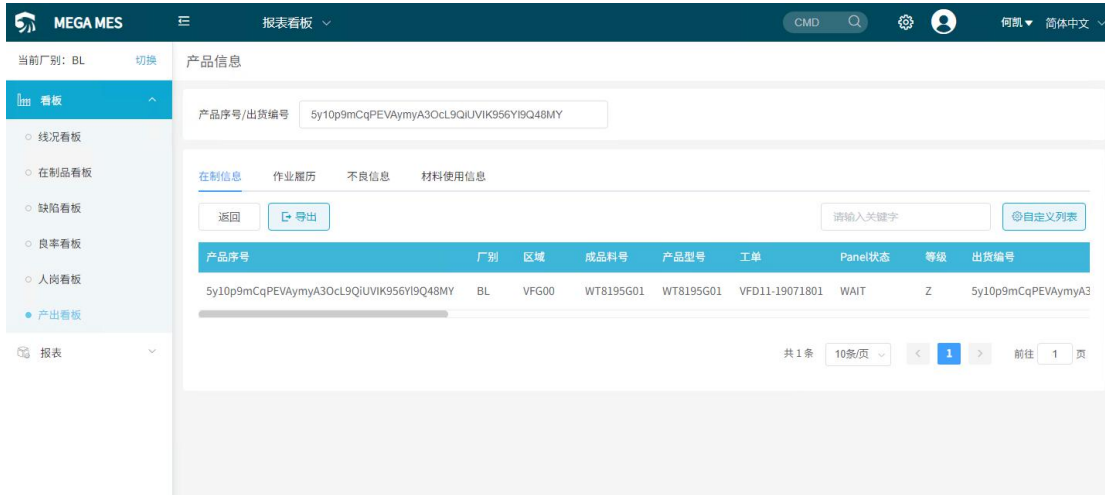 MEGA MES 报表看板 CMD 何凯 简体中文
当前厂别：BL 切换 产品信息
看板
产品序号/出货编号 5y10p9mCqPEVAymyA3OcL9QiUVIK956Yl9Q48MY
线况看板
在制品看板 在制信息 作业履历 不良信息 材料使用信息
缺陷看板 返回 导出 请输入关键字 自定义列表
良率看板
产品序号 厂别 区域 成品料号 产品型号 工单 Panel状态 等级 出货编号
人岗看板
5y10p9mCqPEVAymyA3OcL9QiUVIK956Yl9Q48MY BL VFG00 WT8195G01 WT8195G01 VFD11-19071801 WAIT Z 5y10p9mCqPEVAymyA3
产出看板
报表 共1条 10条/页 1 前往 1 页